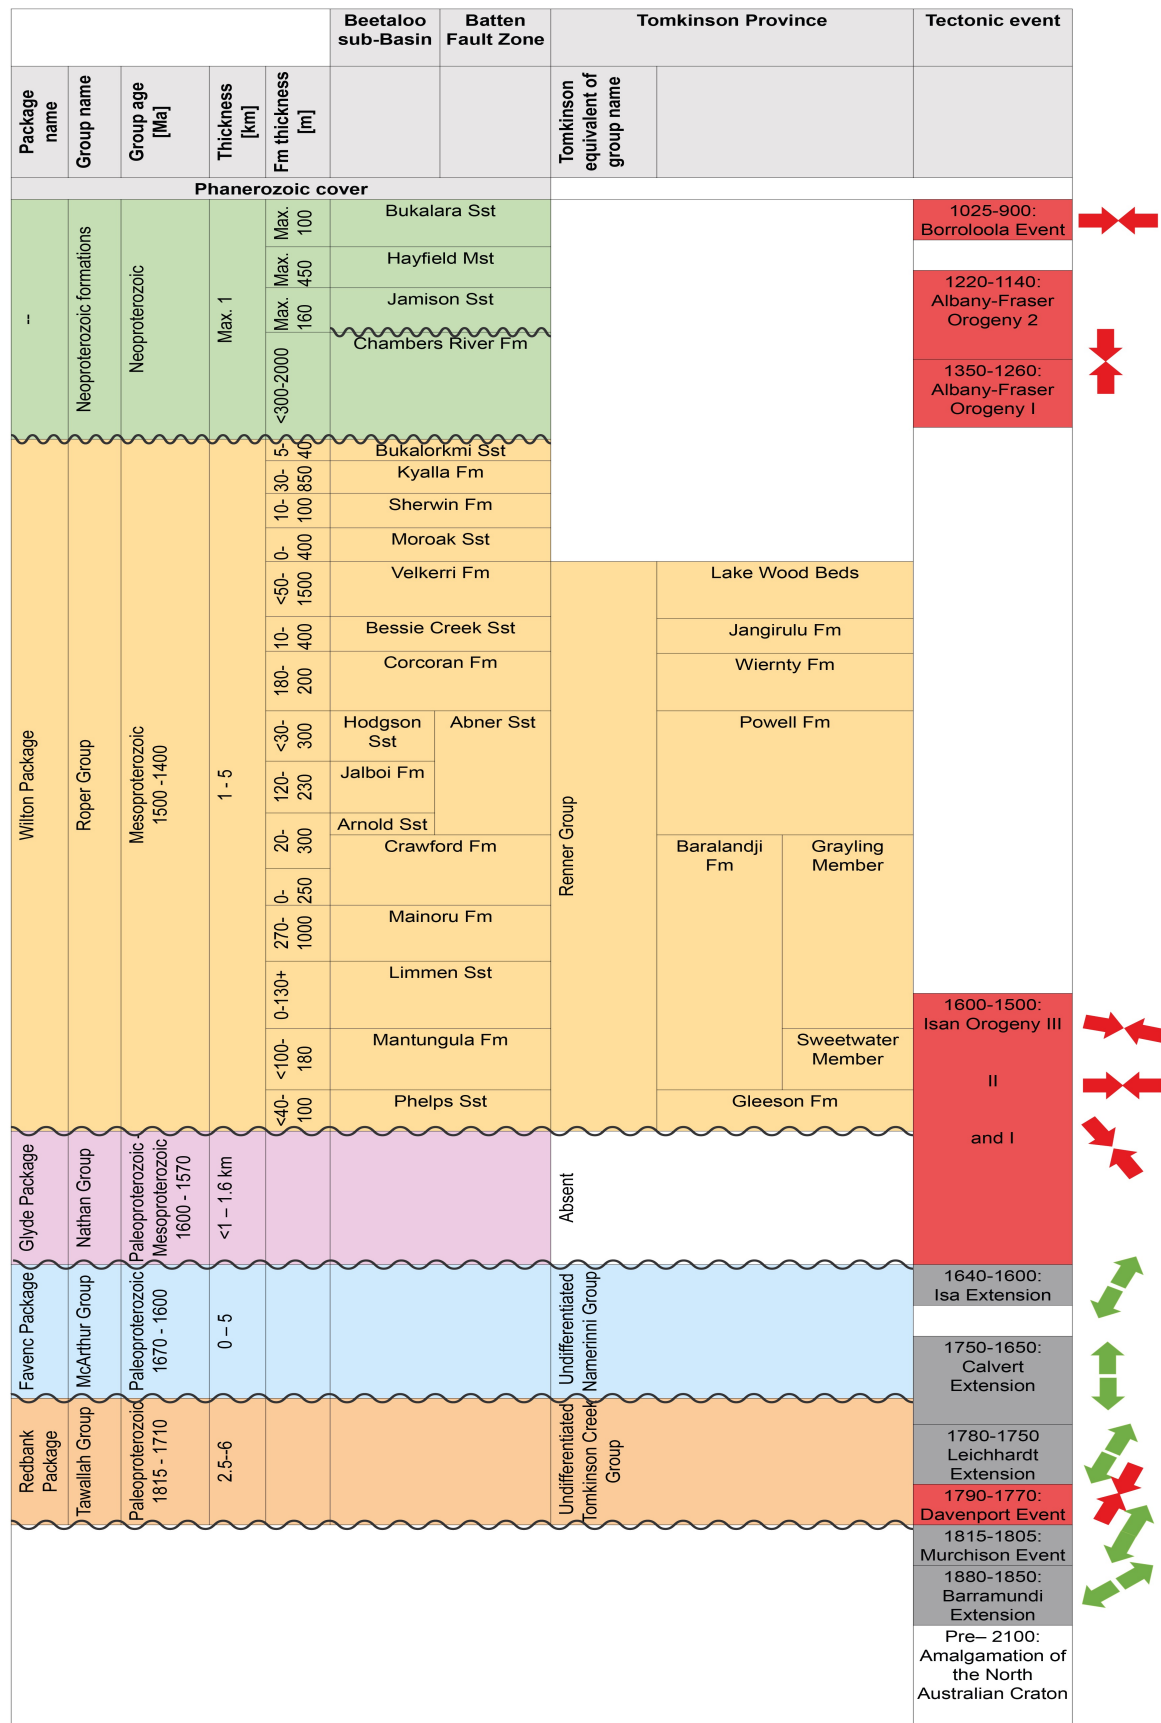 Beetaloo
sub-Basin
Batten
Fault Zone
Tomkinson Province
Tectonic event
Package
name
Group name
Group age
[Ma]
Thickness
[km]
Fm thickness
[m]
Tomkinson
equivalent of
group name
Phanerozoic cover
--
Neoproterozoic formations
Neoproterozoic
Max. 1
Max.
100
Bukalara Sst
Max.
450
Hayfield Mst
Max.
160
Jamison Sst
<300-2000
Chambers River Fm
1025-900:
Borroloola Event
1220-1140:
Albany-Fraser
Orogeny 2
1350-1260:
Albany-Fraser
Orogeny I
Wilton Package
Roper Group
Mesoproterozoic
1500 -1400
1 - 5
5-
40
Bukalorkmi Sst
30-
850
Kyalla Fm
10-
100
Sherwin Fm
0-
400
Moroak Sst
<50-
1500
Velkerri Fm
10-
400
Bessie Creek Sst
180-
200
Corcoran Fm
<30-
300
Hodgson
Sst
Abner Sst
120-
230
Jalboi Fm
20-
300
Arnold Sst
Crawford Fm
0-
250
270-
1000
Mainoru Fm
0-130+
Limmen Sst
<100-
180
Mantungula Fm
<40-
100
Phelps Sst
Renner Group
Lake Wood Beds
Jangirulu Fm
Wiernty Fm
Powell Fm
Baralandji
Fm
Grayling
Member
Sweetwater
Member
Gleeson Fm
1600-1500:
Isan Orogeny III
II
and I
Glyde Package
Nathan Group
Paleoproterozoic -
Mesoproterozoic
1600 - 1570
<1 – 1.6 km
Absent
Favenc Package
McArthur Group
Paleoproterozoic
1670 - 1600
0 – 5
Undifferentiated
Namerinni Group
1640-1600:
Isa Extension
1750-1650:
Calvert
Extension
Redbank
Package
Tawallah Group
Paleoproterozoic
1815 - 1710
2.5--6
Undifferentiated
Tomkinson Creek
Group
1780-1750
Leichhardt
Extension
1790-1770:
Davenport Event
1815-1805:
Murchison Event
1880-1850:
Barramundi
Extension
Pre– 2100:
Amalgamation of
the North
Australian Craton